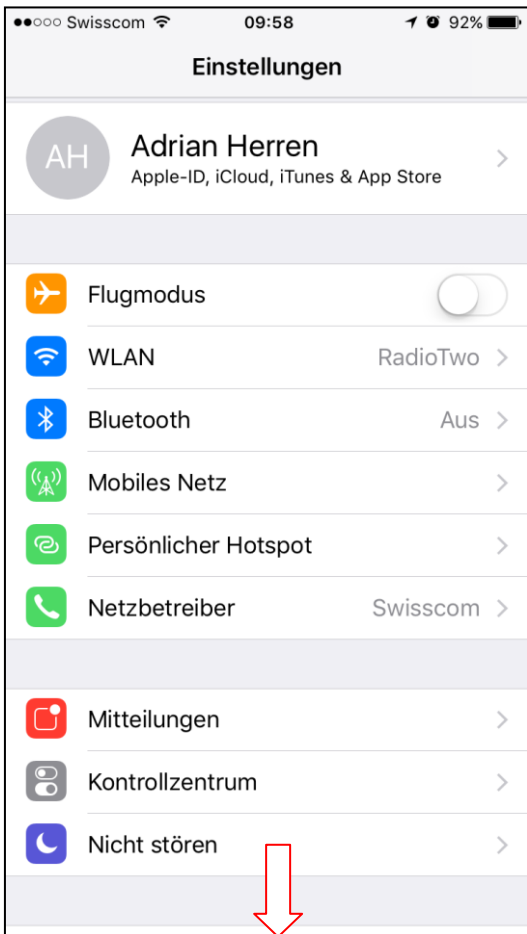 Swisscom 09:58 92%
Einstellungen
AH
Adrian Herren
Apple-ID, iCloud, iTunes & App Store
Flugmodus
WLAN RadioTwo
Bluetooth Aus
Mobiles Netz
Persönlicher Hotspot
Netzbetreiber Swisscom
Mitteilungen
Kontrollzentrum
Nicht stören